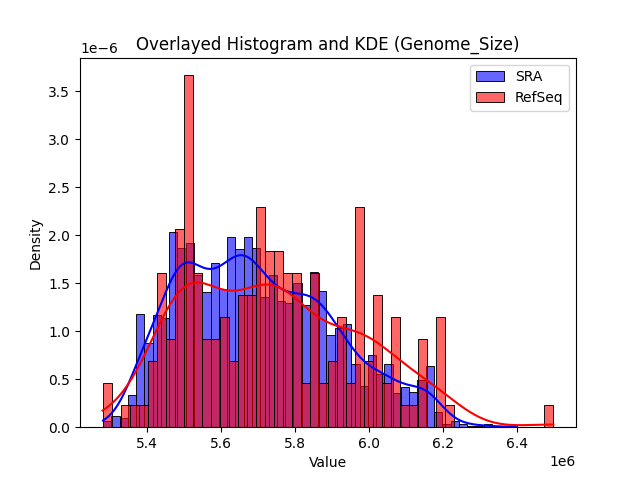 Overlayed Histogram and KDE (Genome_Size)
1e−6
SRA
RefSeq
3.5
3.0
2.5
2.0
1.5
1.0
0.5
0.0
Density
5.4 5.6 5.8 6.0 6.2 6.4
1e6
Value